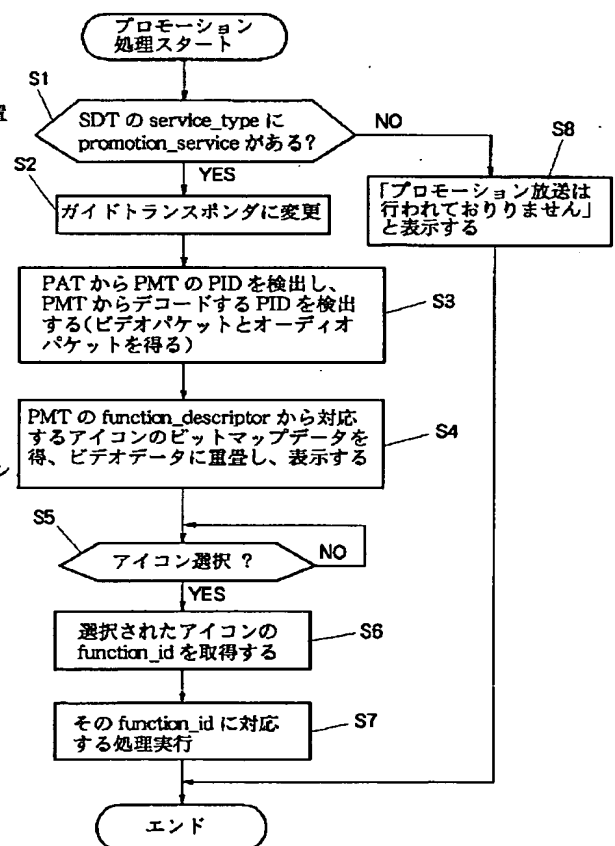 プロモーション
処理スタート
S1
置
SDT の service_type に
promotion_service がある?
NO
S8
YES
S2
ガイドトランスポンダに変更
「プロモーション放送は
行われておりりません」
と表示する
PAT から PMT の PID を検出し、
PMT からデコードする PID を検出
する(ビデオパケットとオーディオ
パケットを得る)
S3
PMT の function_descriptor から対応
するアイコンのビットマップデータを
得、ビデオデータに重畳し、表示する
S4
ン
S5
アイコン選択 ?
NO
YES
選択されたアイコンの
function_id を取得する
S6
その function_id に対応
する処理実行
S7
エンド